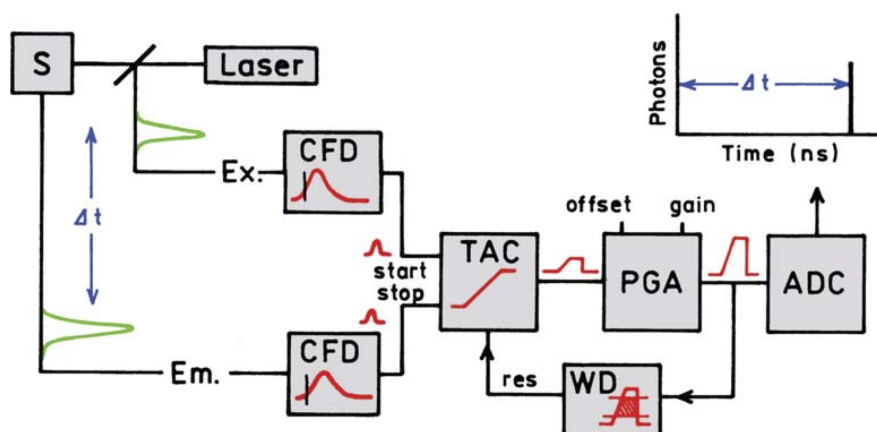 S
Laser
Δt
Ex.
CFD
start
stop
Em.
CFD
TAC
res
offset
gain
PGA
WD
ADC
Photons
Δt
Time (ns)